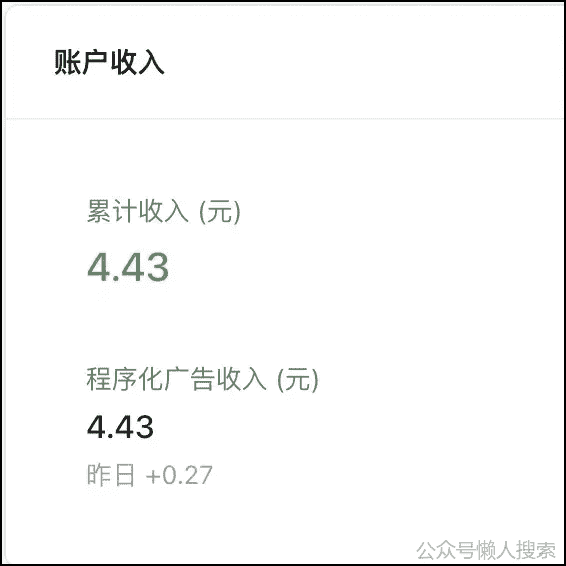 账户收入
累计收入 (元)
4.43
程序化广告收入 (元)
4.43
昨日 +0.27
公众号懒人搜索